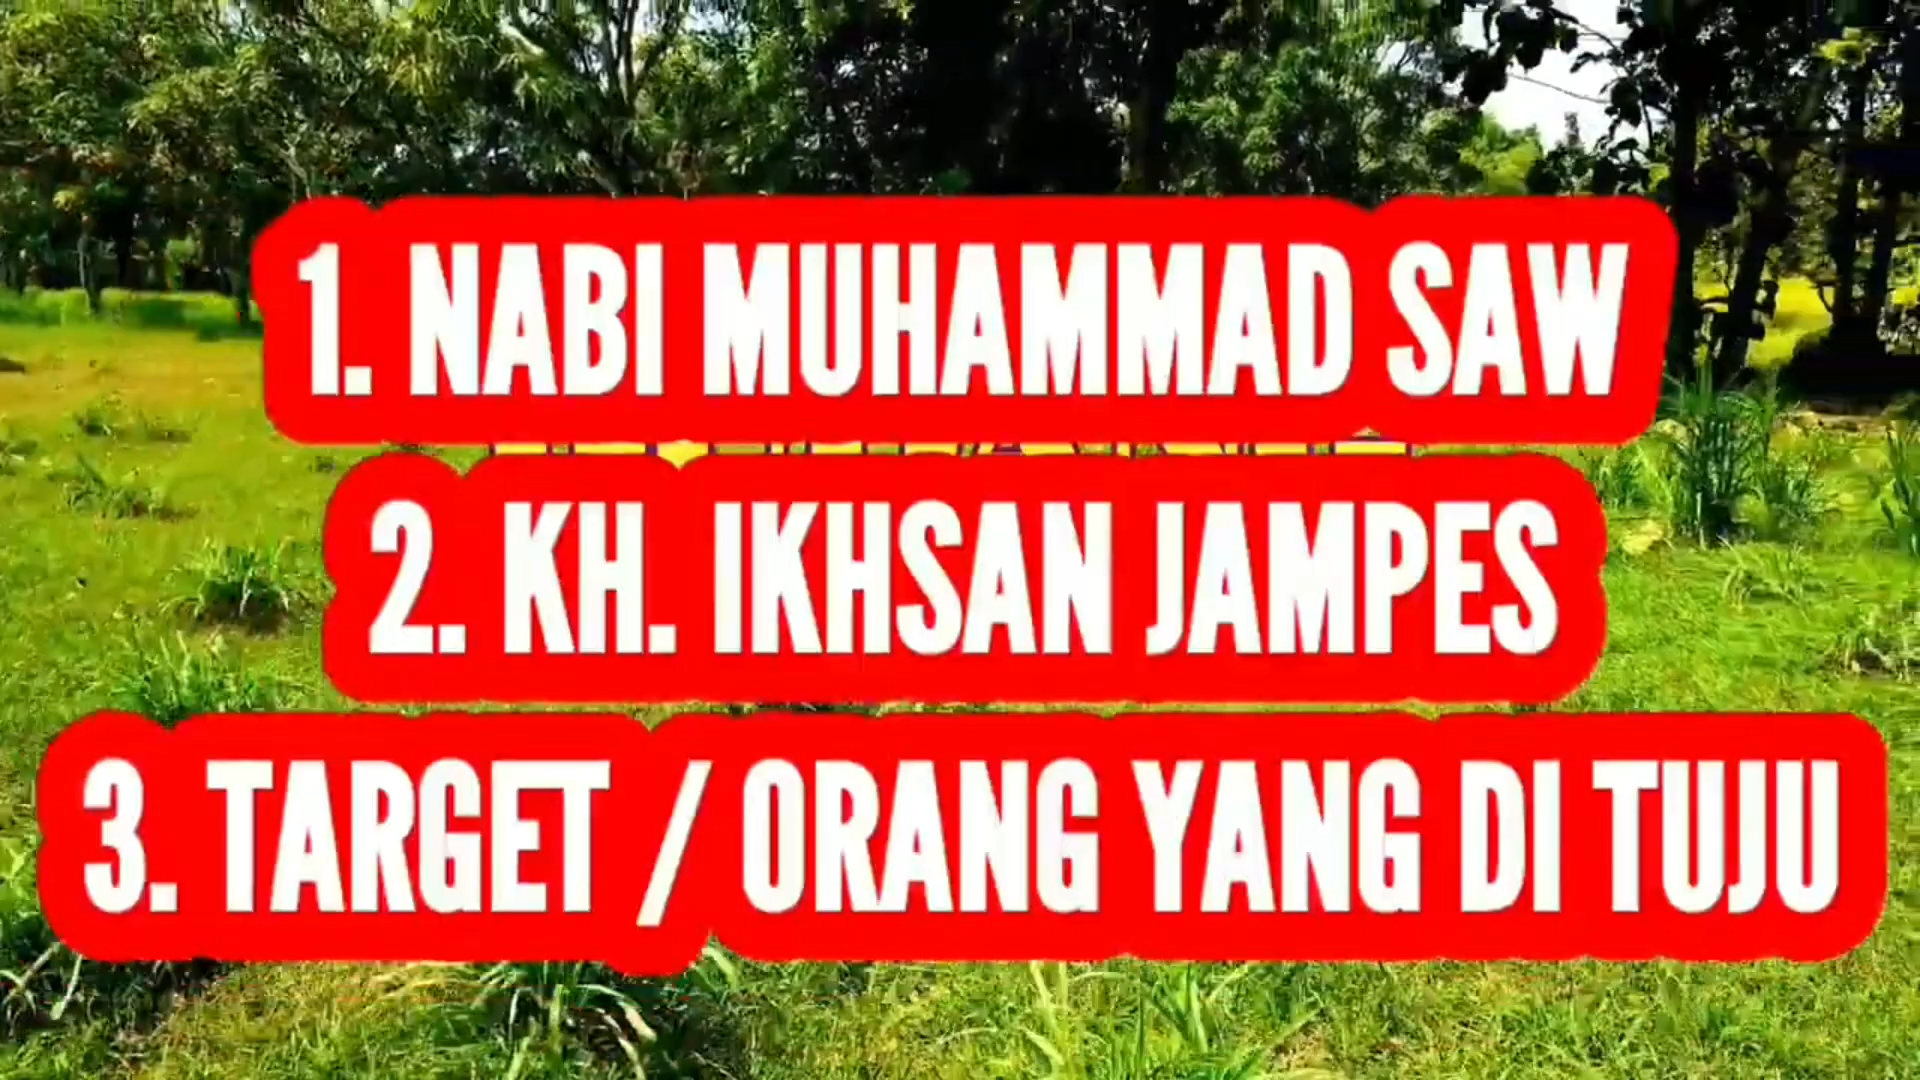 1. NABI MUHAMMAD SAW
2. KH. IKHSAN JAMPES
3. TARGET / ORANG YANG DI TUJU